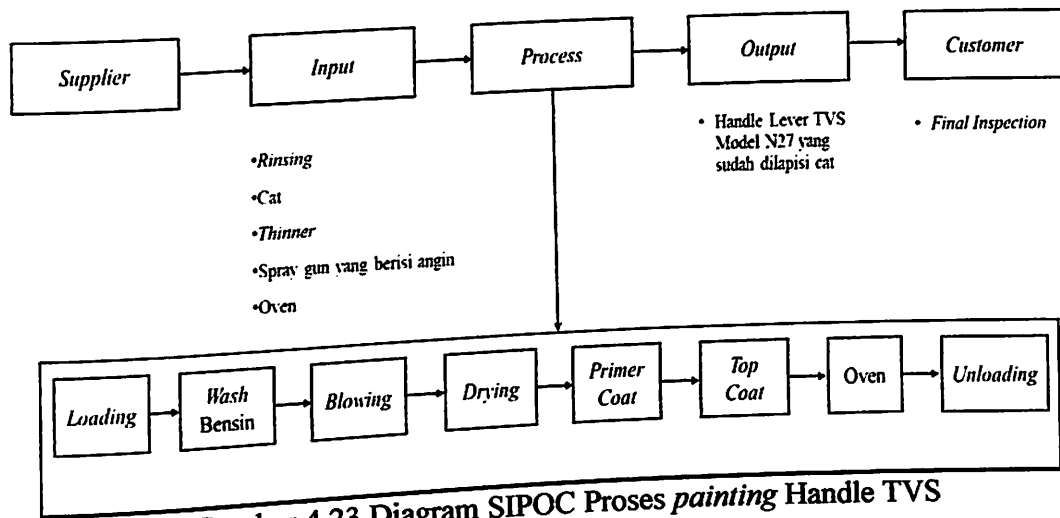 Supplier
Input
Process
Output
Customer
• Handle Lever TVS
Model N27 yang
sudah dilapisi cat
• Final Inspection
•Rinsing
•Cat
•Thinner
•Spray gun yang berisi angin
•Oven
Loading
Wash
Bensin
Blowing
Drying
Primer
Coat
Top
Coat
Oven
Unloading
4.23 Diagram SIPOC Proses painting Handle TVS